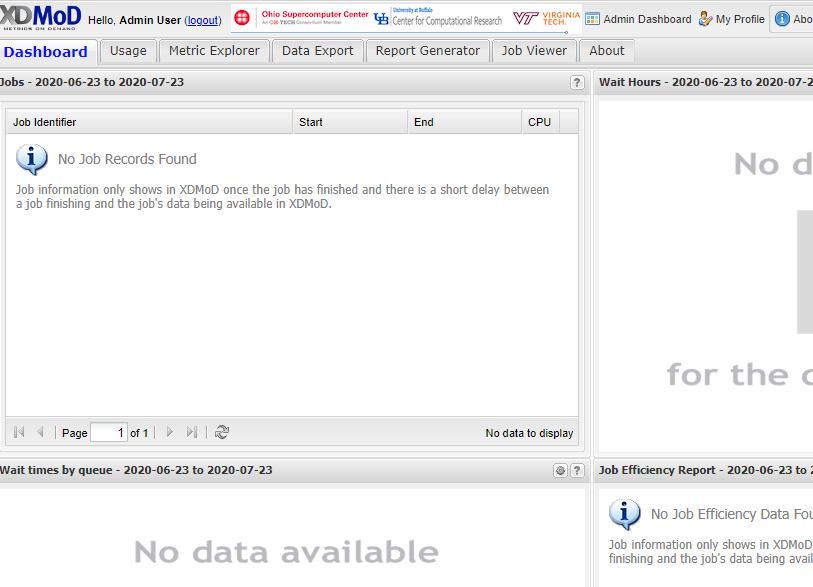 XDMoD
METRICS ON DEMAND
Hello, Admin User (logout)
Ohio Supercomputer Center
An OH·TECH Consortium Member
UB
University at Buffalo
Center for Computational Research
VT VIRGINIA TECH.
Admin Dashboard
My Profile
Abo
Dashboard
Usage
Metric Explorer
Data Export
Report Generator
Job Viewer
About
Jobs - 2020-06-23 to 2020-07-23
?
Job Identifier
Start
End
CPU
No Job Records Found
Job information only shows in XDMoD once the job has finished and there is a short delay between
a job finishing and the job's data being available in XDMoD.
Page 1 of 1
No data to display
Wait Hours - 2020-06-23 to 2020-07-2
No d
for the c
Wait times by queue - 2020-06-23 to 2020-07-23
?
No data available
Job Efficiency Report - 2020-06-23 to 2
No Job Efficiency Data Fou
Job information only shows in XDMoD
finishing and the job's data being avail